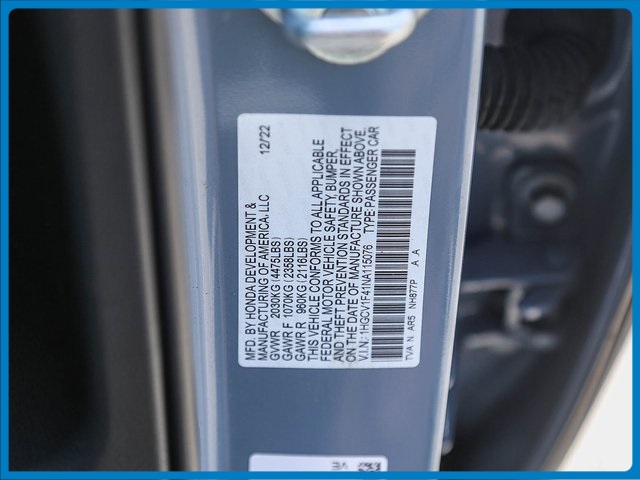 MFD. BY HONDA DEVELOPMENT &
MANUFACTURING OF AMERICA, LLC 12/22
GVWR 2030KG (4475LBS)
GAWR F 1070KG (2358LBS)
GAWR R 960KG (2116LBS)
THIS VEHICLE CONFORMS TO ALL APPLICABLE
FEDERAL MOTOR VEHICLE SAFETY, BUMPER,
AND THEFT PREVENTION STANDARDS IN EFFECT
ON THE DATE OF MANUFACTURE SHOWN ABOVE.
V.I.N.: 1HGCV1F41NA115076 TYPE:PASSENGER CAR
TVA N AR5 NH877P A A